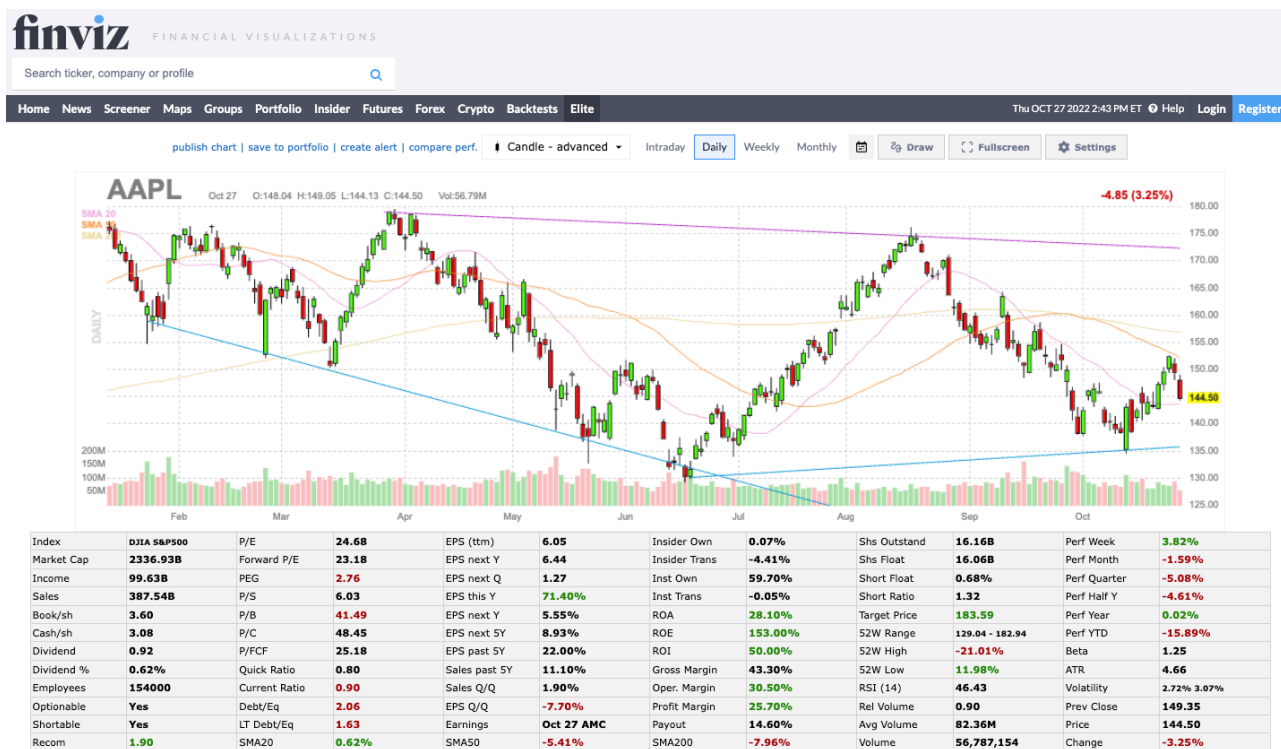 finviz FINANCIAL VISUALIZATIONS
Search ticker, company or profile
Home News Screener Maps Groups Portfolio Insider Futures Forex Crypto Backtests Elite Thu OCT 27 2022 2:43 PM ET Help Login Register
publish chart | save to portfolio | create alert | compare perf. Candle - advanced Intraday Daily Weekly Monthly Draw Fullscreen Settings
AAPL Oct 27 O:148.04 H:149.05 L:144.13 C:144.50 Vol:56.79M -4.85 (3.25%)
SMA 20
SMA
SMA
DAILY
180.00
175.00
170.00
165.00
160.00
155.00
150.00
144.50
140.00
200M 135.00
150M
100M 130.00
50M
125.00
Feb Mar Apr May Jun Jul Aug Sep Oct
Index DJIA S&P500 P/E 24.68 EPS (ttm) 6.05 Insider Own 0.07% Shs Outstand 16.16B Perf Week 3.82%
Market Cap 2336.93B Forward P/E 23.18 EPS next Y 6.44 Insider Trans -4.41% Shs Float 16.06B Perf Month -1.59%
Income 99.63B PEG 2.76 EPS next Q 1.27 Inst Own 59.70% Short Float 0.68% Perf Quarter -5.08%
Sales 387.54B P/S 6.03 EPS this Y 71.40% Inst Trans -0.05% Short Ratio 1.32 Perf Half Y -4.61%
Book/sh 3.60 P/B 41.49 EPS next Y 5.55% ROA 28.10% Target Price 183.59 Perf Year 0.02%
Cash/sh 3.08 P/C 48.45 EPS next 5Y 8.93% ROE 153.00% 52W Range 129.04 - 182.94 Perf YTD -15.89%
Dividend 0.92 P/FCF 25.18 EPS past 5Y 22.00% ROI 50.00% 52W High -21.01% Beta 1.25
Dividend % 0.62% Quick Ratio 0.80 Sales past 5Y 11.10% Gross Margin 43.30% 52W Low 11.98% ATR 4.66
Employees 154000 Current Ratio 0.90 Sales Q/Q 1.90% Oper. Margin 30.50% RSI (14) 46.43 Volatility 2.72% 3.07%
Optionable Yes Debt/Eq 2.06 EPS Q/Q -7.70% Profit Margin 25.70% Rel Volume 0.90 Prev Close 149.35
Shortable Yes LT Debt/Eq 1.63 Earnings Oct 27 AMC Payout 14.60% Avg Volume 82.36M Price 144.50
Recom 1.90 SMA20 0.62% SMA50 -5.41% SMA200 -7.96% Volume 56,787,154 Change -3.25%